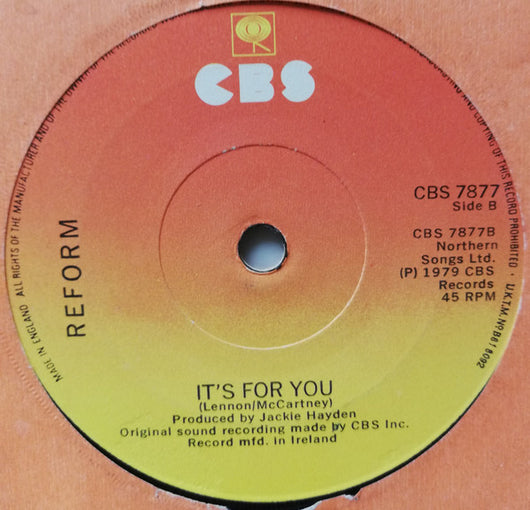 CBS
CBS 7877
Side B
CBS 7877B
Northern
Songs Ltd.
(P) 1979 CBS
Records
45 RPM
REFORM
IT'S FOR YOU
(Lennon/McCartney)
Produced by Jackie Hayden
Original sound recording made by CBS Inc.
Record mfd. in Ireland
MADE IN ENGLAND
ALL RIGHTS OF THE MANUFACTURER AND OF THE OWNER
COPYING OF THIS RECORD PROHIBITED · U.K.T.M. No B618092